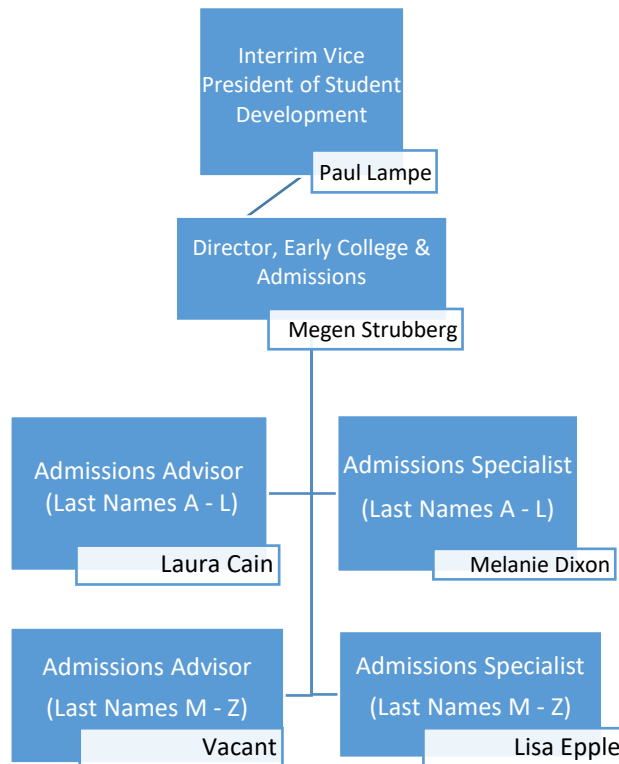 Interrim Vice
President of Student
Development
Paul Lampe
Director, Early College &
Admissions
Megen Strubberg
Admissions Advisor
(Last Names A - L)
Laura Cain
Admissions Specialist
(Last Names A - L)
Melanie Dixon
Admissions Advisor
(Last Names M - Z)
Vacant
Admissions Specialist
(Last Names M - Z)
Lisa Epple